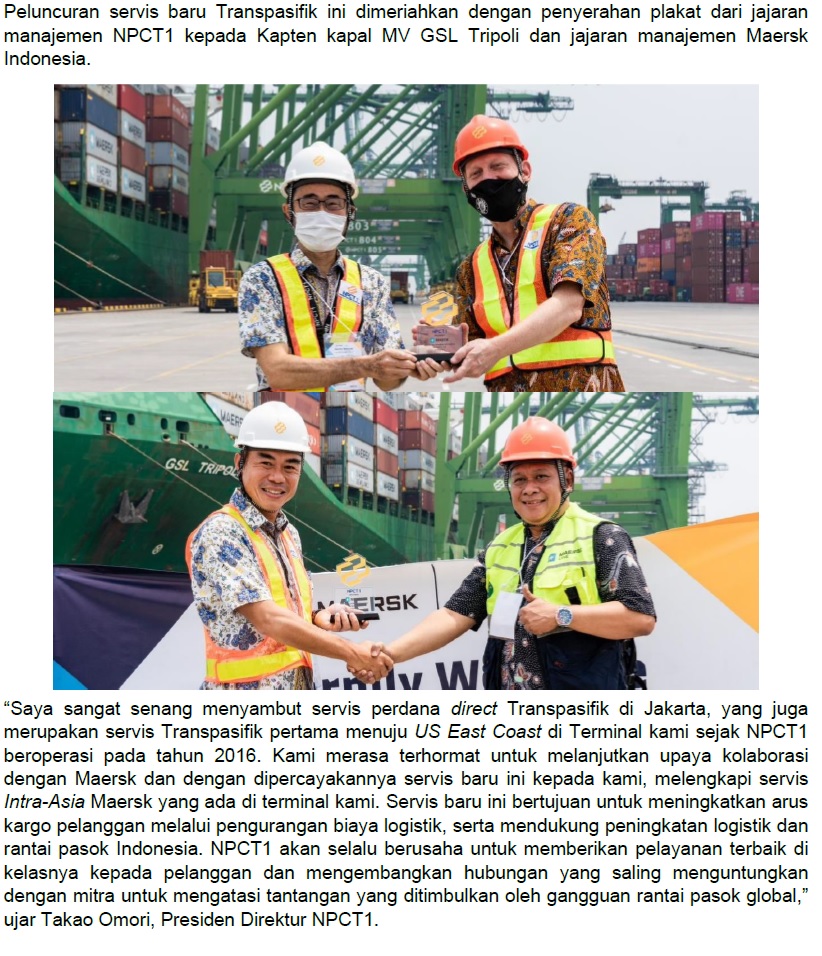 Peluncuran servis baru Transpasifik ini dimeriahkan dengan penyerahan plakat dari jajaran
manajemen NPCT1 kepada Kapten kapal MV GSL Tripoli dan jajaran manajemen Maersk
Indonesia.
MAERSK
803
804
805
NPCT1
GSL TRIPOLI
MAERSK
NPCT1
MAERSK
“Saya sangat senang menyambut servis perdana direct Transpasifik di Jakarta, yang juga
merupakan servis Transpasifik pertama menuju US East Coast di Terminal kami sejak NPCT1
beroperasi pada tahun 2016. Kami merasa terhormat untuk melanjutkan upaya kolaborasi
dengan Maersk dan dengan dipercayakannya servis baru ini kepada kami, melengkapi servis
Intra-Asia Maersk yang ada di terminal kami. Servis baru ini bertujuan untuk meningkatkan arus
kargo pelanggan melalui pengurangan biaya logistik, serta mendukung peningkatan logistik dan
rantai pasok Indonesia. NPCT1 akan selalu berusaha untuk memberikan pelayanan terbaik di
kelasnya kepada pelanggan dan mengembangkan hubungan yang saling menguntungkan
dengan mitra untuk mengatasi tantangan yang ditimbulkan oleh gangguan rantai pasok global,”
ujar Takao Omori, Presiden Direktur NPCT1.